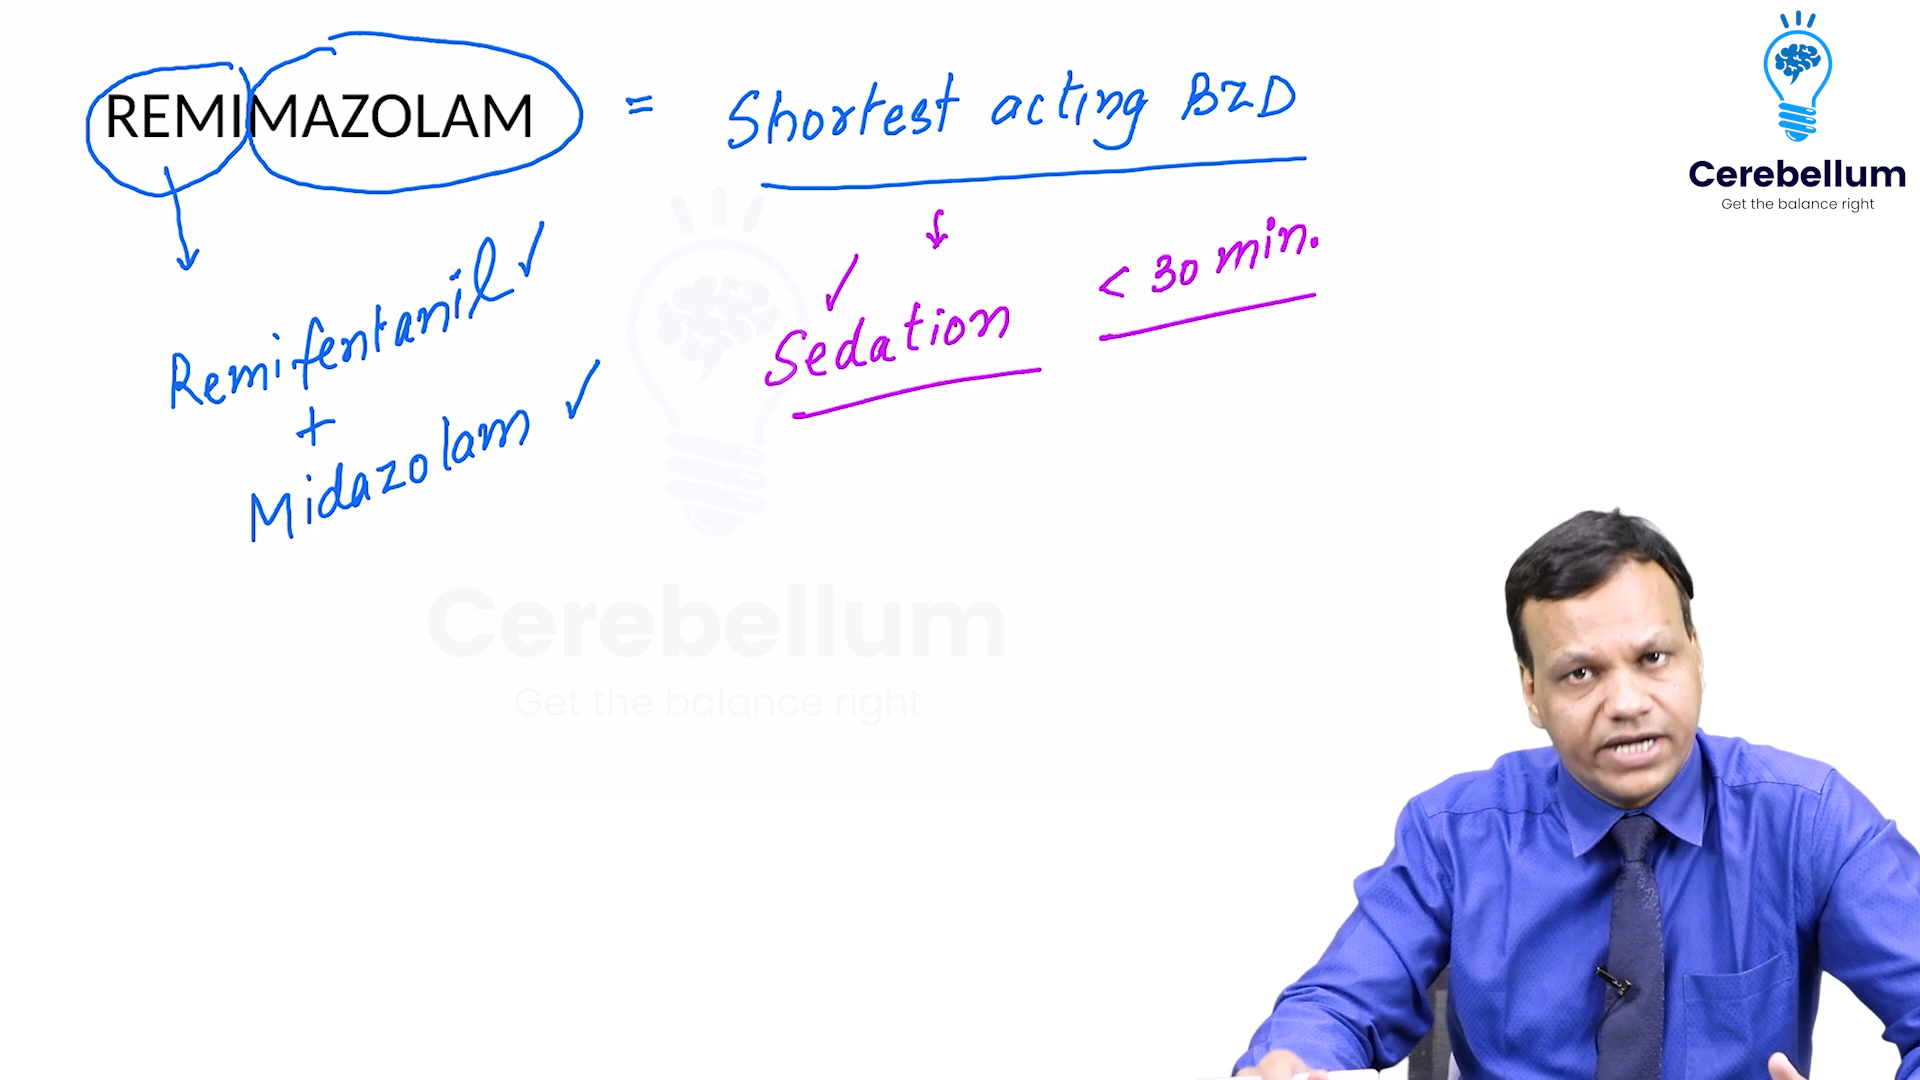 REMIMAZOLAM = Shortest acting BZD
Cerebellum
Get the balance right
Remifentanil ✓
+
Midazolam ✓
✓ Sedation
< 30 min.
Cerebellum
Get the balance right